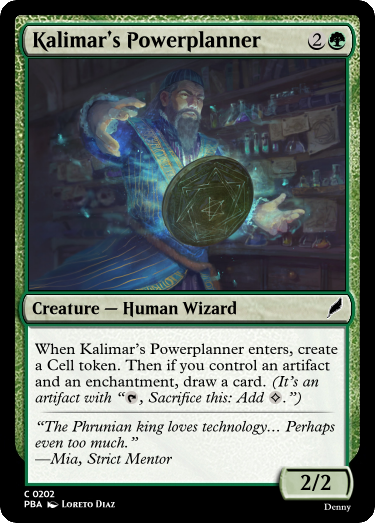 Kalimar's Powerplanner 2
Creature — Human Wizard
When Kalimar's Powerplanner enters, create
a Cell token. Then if you control an artifact
and an enchantment, draw a card. (It's an
artifact with “, Sacrifice this: Add .”)
“The Phrunian king loves technology… Perhaps
even too much.”
—Mia, Strict Mentor
2/2
C 0202
PBA Loreto Diaz
Denny